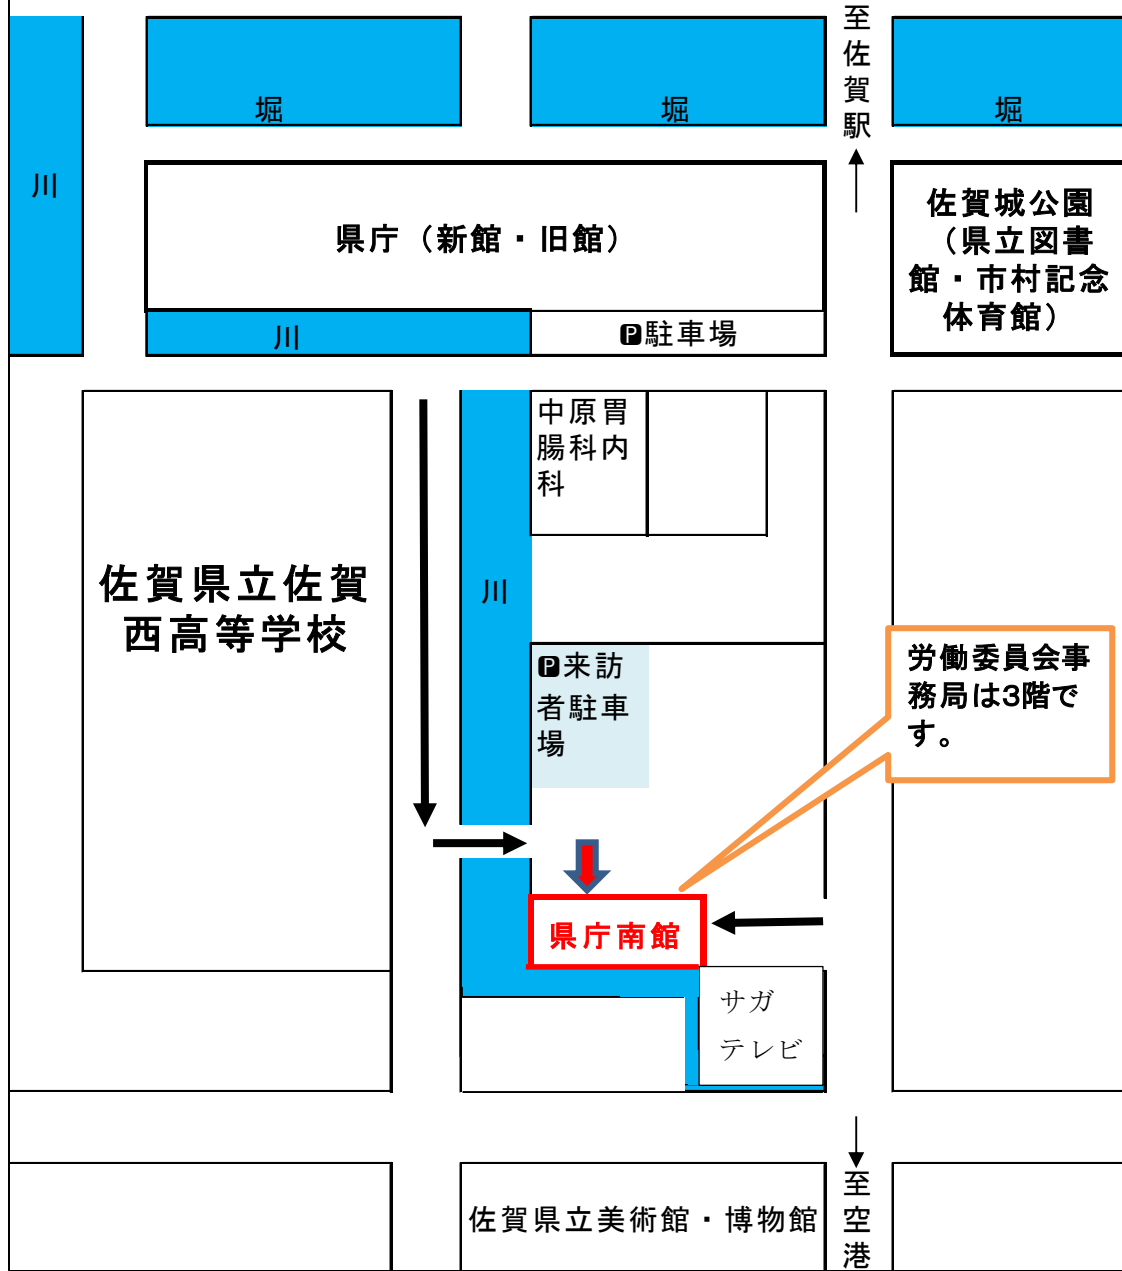 至佐賀駅
堀
堀
堀
川
県庁（新館・旧館）
佐賀城公園
（県立図書
館・市村記念
体育館）
川
🅿駐車場
中原胃
腸科内
科
佐賀県立佐賀
西高等学校
川
🅿来訪
者駐車
場
労働委員会事
務局は3階で
す。
県庁南館
サガ
テレビ
佐賀県立美術館・博物館
至空港